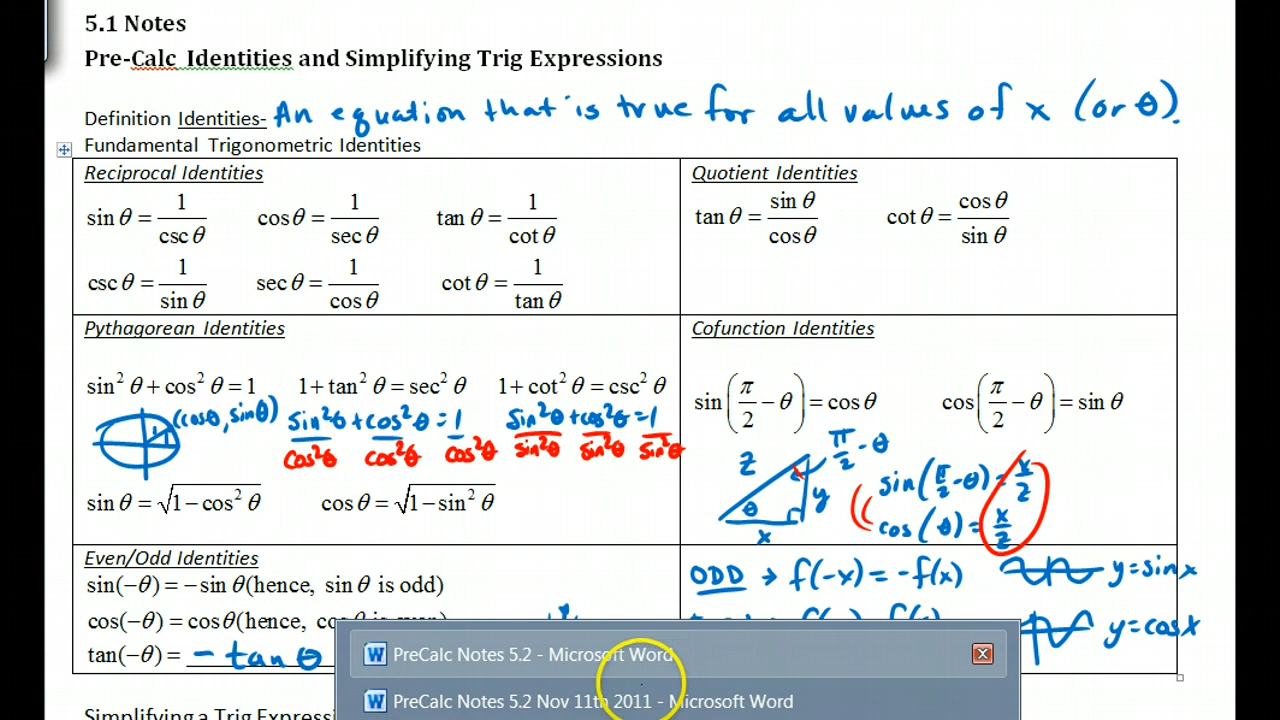 5.1 Notes
Pre-Calc Identities and Simplifying Trig Expressions
Definition Identities- An equation that is true for all values of x (or θ).
Fundamental Trigonometric Identities
Reciprocal Identities
sin θ = 1/csc θ cos θ = 1/sec θ tan θ = 1/cot θ
csc θ = 1/sin θ sec θ = 1/cos θ cot θ = 1/tan θ
Quotient Identities
tan θ = sin θ/cos θ cot θ = cos θ/sin θ
Pythagorean Identities
sin² θ + cos² θ = 1 1 + tan² θ = sec² θ 1 + cot² θ = csc² θ
(cosθ, sinθ) sin²θ/cos²θ + cos²θ/cos²θ = 1/cos²θ sin²θ/sin²θ + cos²θ/sin²θ = 1/sin²θ
sin θ = √(1 − cos² θ) cos θ = √(1 − sin² θ)
Cofunction Identities
sin(π/2 − θ) = cos θ cos(π/2 − θ) = sin θ
π/2 − θ
z θ y x
sin(π/2 − θ) = x/z
cos(θ) = x/z
Even/Odd Identities
sin(−θ) = −sin θ (hence, sin θ is odd)
cos(−θ) = cos θ (hence,
tan(−θ) = − tan θ
ODD → f(-x) = -f(x) y = sin x
y = cos x
PreCalc Notes 5.2 - Microsoft Word
PreCalc Notes 5.2 Nov 11th 2011 - Microsoft Word
Simplifying a Trig